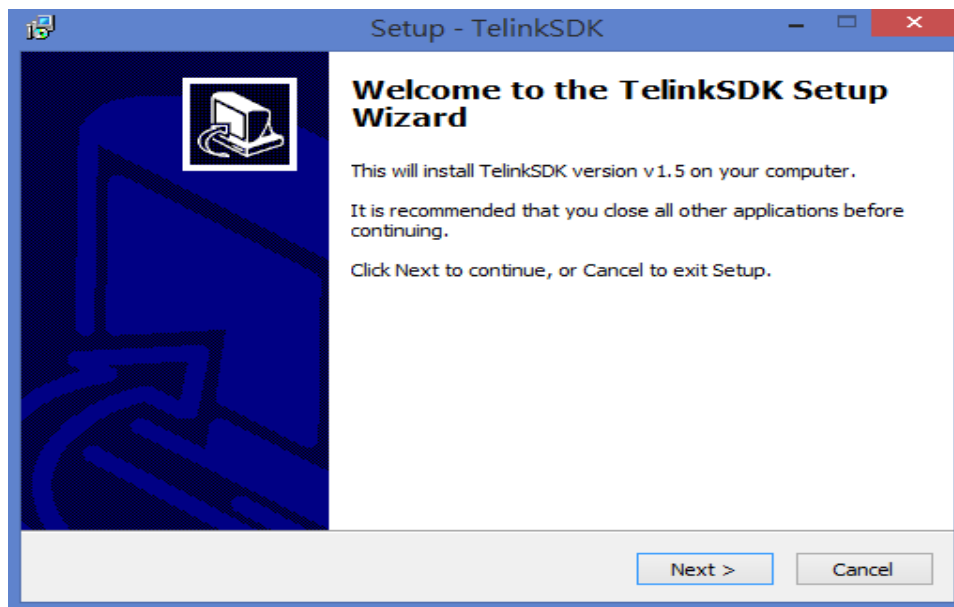 Setup - TelinkSDK
Welcome to the TelinkSDK Setup
Wizard
This will install TelinkSDK version v1.5 on your computer.
It is recommended that you close all other applications before
continuing.
Click Next to continue, or Cancel to exit Setup.
Next >
Cancel